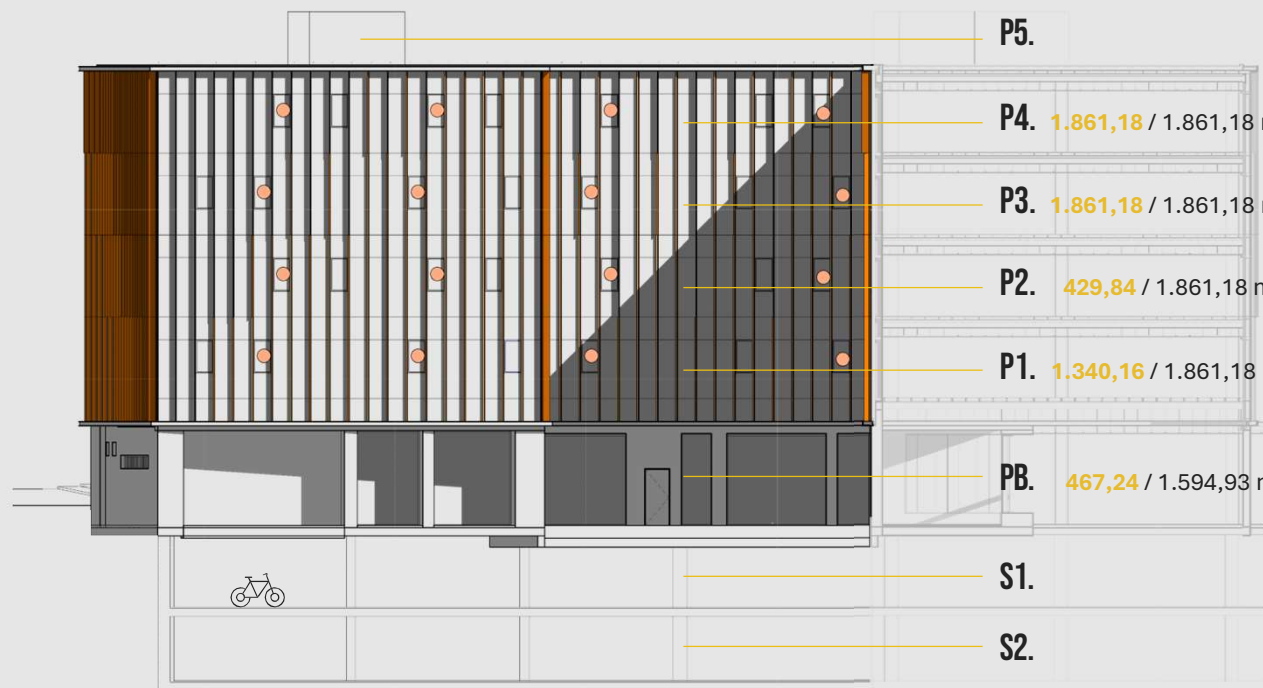 P5.
P4. 1.861,18 / 1.861,18
P3. 1.861,18 / 1.861,18
P2. 429,84 / 1.861,18
P1. 1.340,16 / 1.861,18
PB. 467,24 / 1.594,93
S1.
S2.